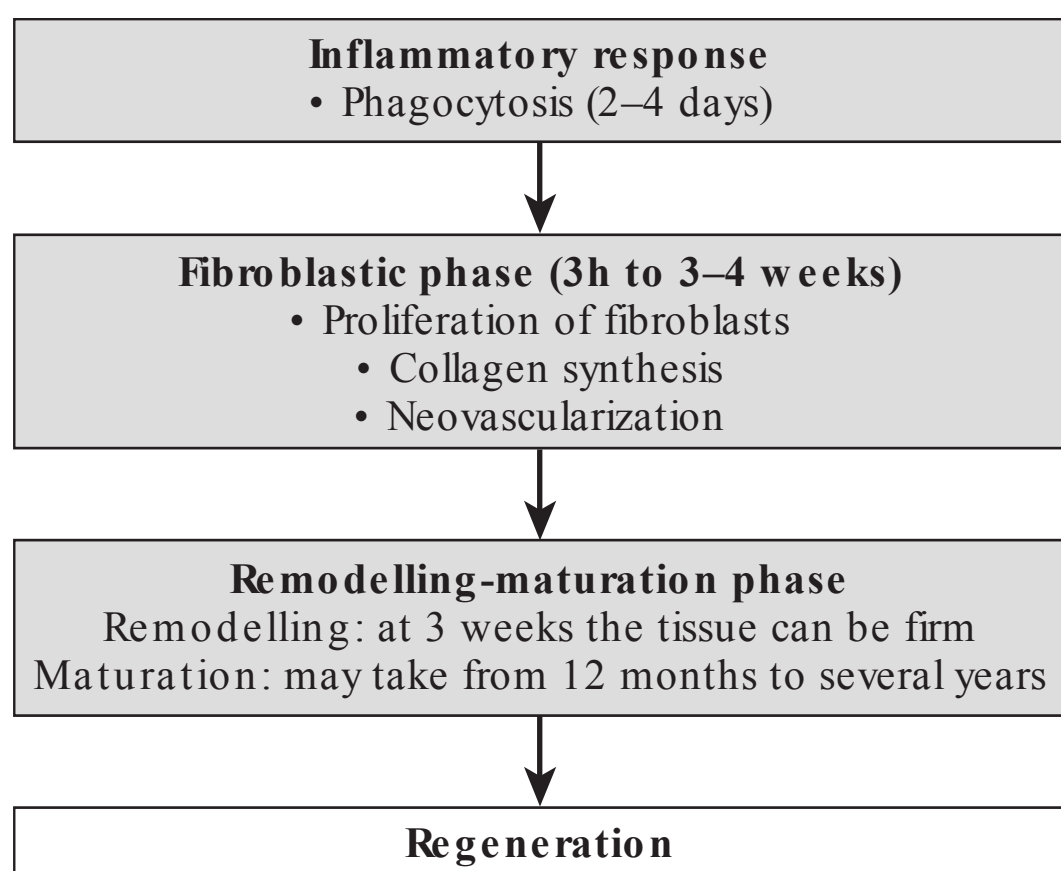 Inflammatory response
• Phagocytosis (2–4 days)
Fibroblastic phase (3h to 3–4 weeks)
• Proliferation of fibroblasts
• Collagen synthesis
• Neovascularization
Remodelling-maturation phase
Remodelling: at 3 weeks the tissue can be firm
Maturation: may take from 12 months to several years
Regeneration